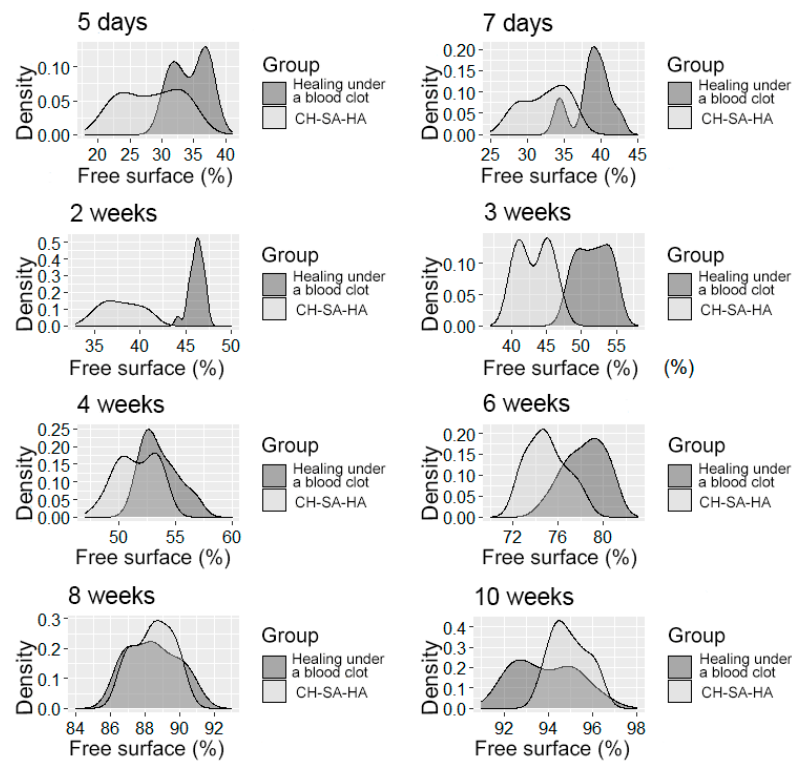 5 days
Density
0.10
0.05
0.00
20 25 30 35 40
Free surface (%)
Group
Healing under
a blood clot
CH-SA-HA
7 days
Density
0.20
0.15
0.10
0.05
0.00
25 30 35 40 45
Free surface (%)
Group
Healing under
a blood clot
CH-SA-HA
2 weeks
Density
0.5
0.4
0.3
0.2
0.1
0.0
35 40 45 50
Free surface (%)
Group
Healing under
a blood clot
CH-SA-HA
3 weeks
Density
0.10
0.05
0.00
40 45 50 55
Free surface (%)
(%)
Group
Healing under
a blood clot
CH-SA-HA
4 weeks
Density
0.25
0.20
0.15
0.10
0.05
0.00
50 55 60
Free surface (%)
Group
Healing under
a blood clot
CH-SA-HA
6 weeks
Density
0.20
0.15
0.10
0.05
0.00
72 76 80
Free surface (%)
Group
Healing under
a blood clot
CH-SA-HA
8 weeks
Density
0.3
0.2
0.1
0.0
84 86 88 90 92
Free surface (%)
Group
Healing under
a blood clot
CH-SA-HA
10 weeks
Density
0.4
0.3
0.2
0.1
0.0
92 94 96 98
Free surface (%)
Group
Healing under
a blood clot
CH-SA-HA